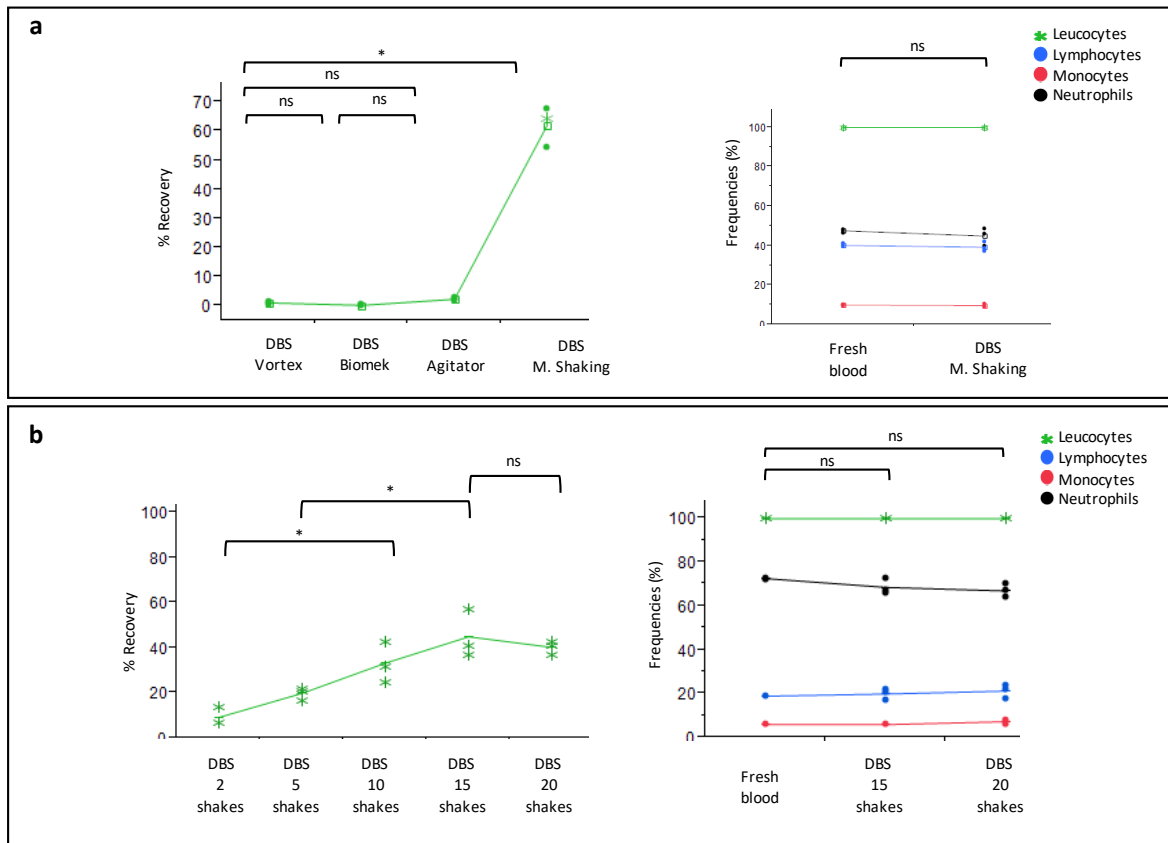 a
*
ns
ns
ns
% Recovery
70
60
50
40
30
20
10
0
DBS
Vortex
DBS
Biomek
DBS
Agitator
DBS
M. Shaking
ns
Leucocytes
Lymphocytes
Monocytes
Neutrophils
Frequencies (%)
100
80
60
40
20
0
Fresh
blood
DBS
M. Shaking
b
ns
*
*
% Recovery
100
80
60
40
20
0
DBS
2
shakes
DBS
5
shakes
DBS
10
shakes
DBS
15
shakes
DBS
20
shakes
ns
ns
Leucocytes
Lymphocytes
Monocytes
Neutrophils
Frequencies (%)
100
80
60
40
20
0
Fresh
blood
DBS
15
shakes
DBS
20
shakes